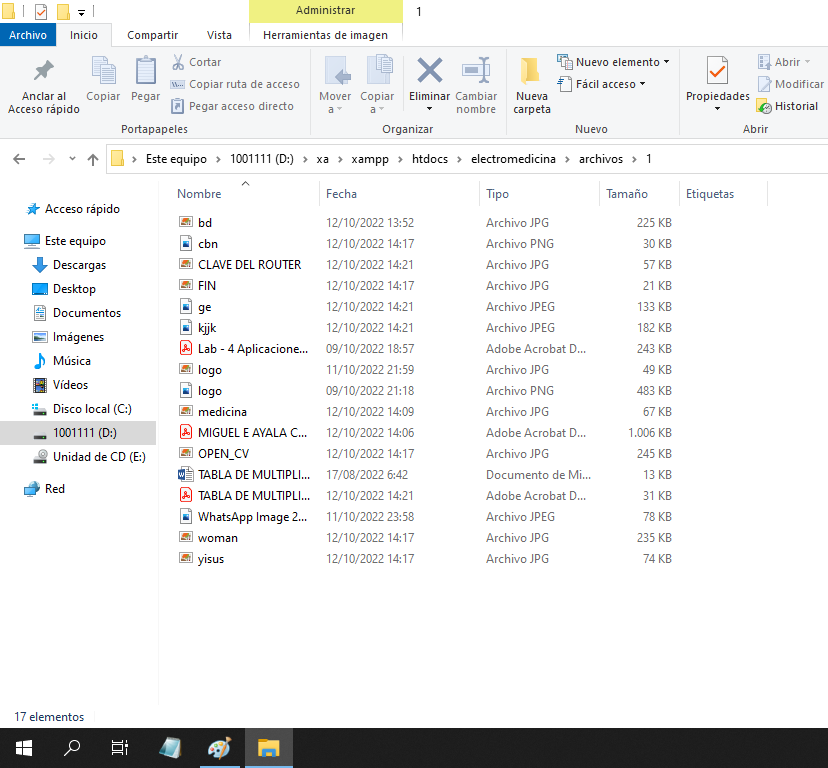 Administrar
1
Archivo
Inicio
Compartir
Vista
Herramientas de imagen
Anclar al
Acceso rápido
Copiar
Pegar
Cortar
Copiar ruta de acceso
Pegar acceso directo
Portapapeles
Mover
a
Copiar
a
Eliminar
Cambiar
nombre
Organizar
Nueva
carpeta
Nuevo elemento
Fácil acceso
Nuevo
Propiedades
Abrir
Modificar
Historial
Abrir
Este equipo > 1001111 (D:) > xa > xampp > htdocs > electromedicina > archivos > 1
Acceso rápido
Este equipo
Descargas
Desktop
Documentos
Imágenes
Música
Vídeos
Disco local (C:)
1001111 (D:)
Unidad de CD (E:)
Red
Nombre Fecha Tipo Tamaño Etiquetas
bd 12/10/2022 13:52 Archivo JPG 225 KB
cbn 12/10/2022 14:17 Archivo PNG 30 KB
CLAVE DEL ROUTER 12/10/2022 14:21 Archivo JPG 57 KB
FIN 12/10/2022 14:17 Archivo JPG 21 KB
ge 12/10/2022 14:21 Archivo JPEG 133 KB
kjjk 12/10/2022 14:21 Archivo JPEG 182 KB
Lab - 4 Aplicacione... 09/10/2022 18:57 Adobe Acrobat D... 243 KB
logo 11/10/2022 21:59 Archivo JPG 49 KB
logo 09/10/2022 21:18 Archivo PNG 483 KB
medicina 12/10/2022 14:09 Archivo JPG 67 KB
MIGUEL E AYALA C... 12/10/2022 14:06 Adobe Acrobat D... 1.006 KB
OPEN_CV 12/10/2022 14:17 Archivo JPG 245 KB
TABLA DE MULTIPLI... 17/08/2022 6:42 Documento de Mi... 13 KB
TABLA DE MULTIPLI... 12/10/2022 14:21 Adobe Acrobat D... 31 KB
WhatsApp Image 2... 11/10/2022 23:58 Archivo JPEG 78 KB
woman 12/10/2022 14:17 Archivo JPG 235 KB
yisus 12/10/2022 14:17 Archivo JPG 74 KB
17 elementos